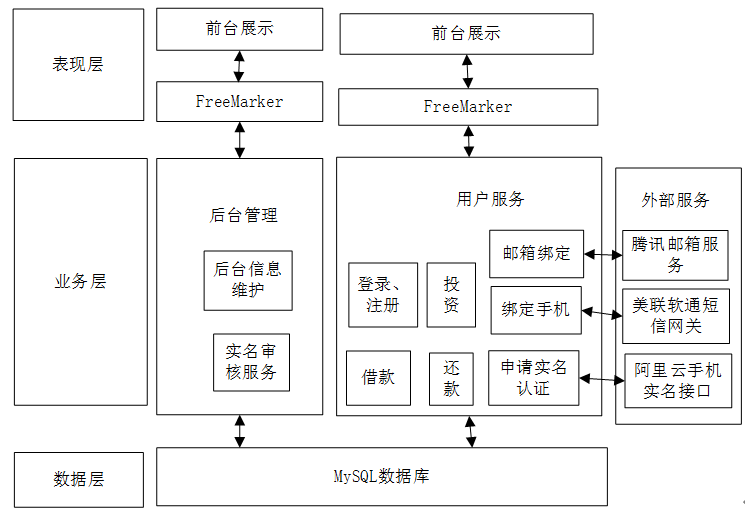 表现层
前台展示
前台展示
FreeMarker
FreeMarker
业务层
后台管理
后台信息
维护
实名审
核服务
用户服务
登录、
注册
投
资
借款
还
款
邮箱绑定
绑定手机
申请实名
认证
外部服务
腾讯邮箱服
务
美联软通短
信网关
阿里云手机
实名接口
数据层
MySQL数据库